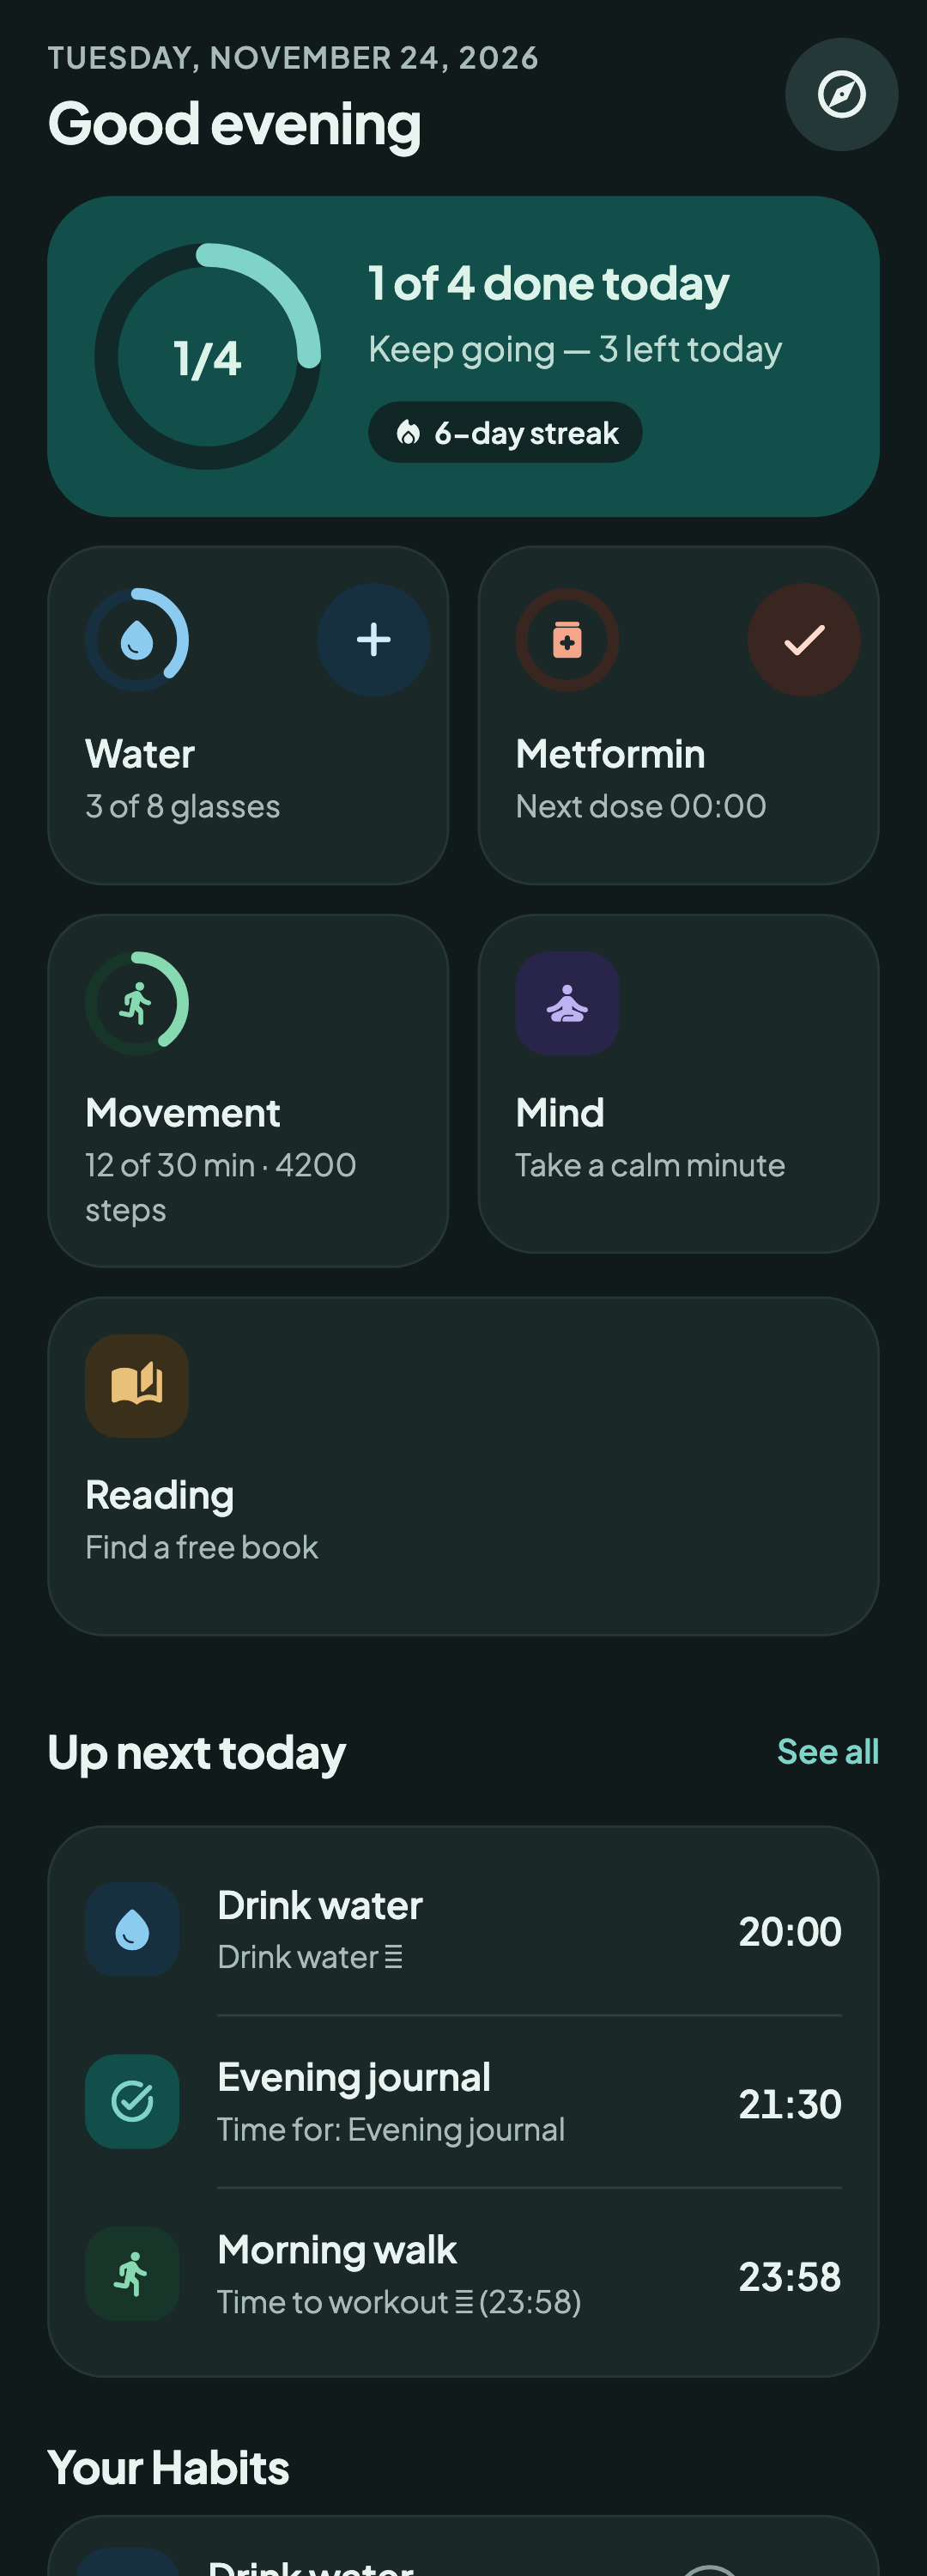 TUESDAY, NOVEMBER 24, 2026
Good evening
1/4
1 of 4 done today
Keep going — 3 left today
6-day streak
Water
3 of 8 glasses
Metformin
Next dose 00:00
Movement
12 of 30 min · 4200
steps
Mind
Take a calm minute
Reading
Find a free book
Up next today
See all
Drink water
Drink water
20:00
Evening journal
Time for: Evening journal
21:30
Morning walk
Time to workout (23:58)
23:58
Your Habits
Drink water